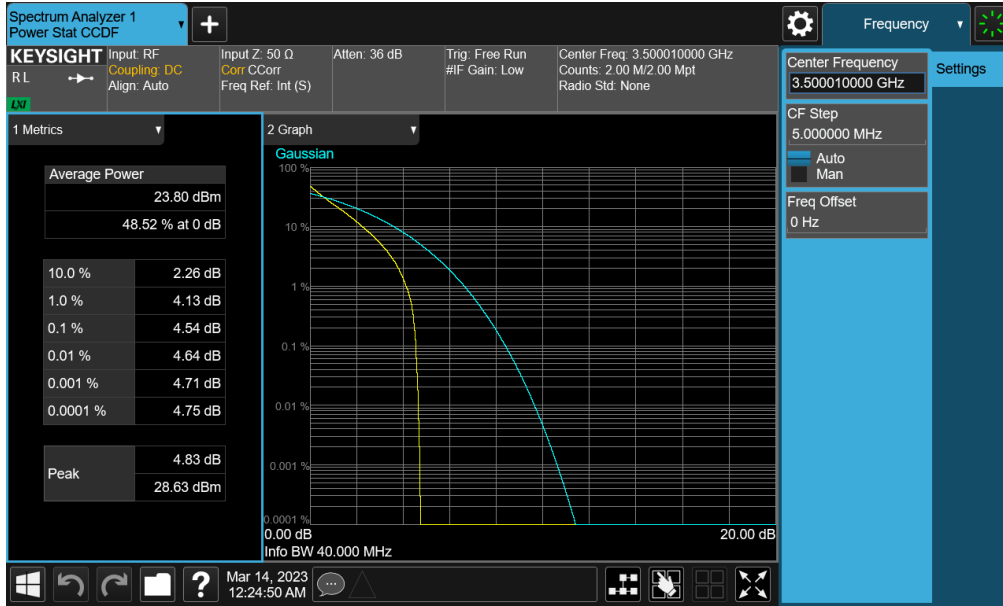 Spectrum Analyzer 1
Power Stat CCDF
+
Frequency
KEYSIGHT
RL
LXI
Input: RF
Coupling: DC
Align: Auto
Input Z: 50 Ω
Corr CCorr
Freq Ref: Int (S)
Atten: 36 dB
Trig: Free Run
#IF Gain: Low
Center Freq: 3.500010000 GHz
Counts: 2.00 M/2.00 Mpt
Radio Std: None
Center Frequency
3.500010000 GHz
Settings
CF Step
5.000000 MHz
Auto
Man
Freq Offset
0 Hz
1 Metrics
Average Power
23.80 dBm
48.52 % at 0 dB
10.0 % 2.26 dB
1.0 % 4.13 dB
0.1 % 4.54 dB
0.01 % 4.64 dB
0.001 % 4.71 dB
0.0001 % 4.75 dB
Peak
4.83 dB
28.63 dBm
2 Graph
Gaussian
100 %
10 %
1 %
0.1 %
0.01 %
0.001 %
0.0001 %
0.00 dB 20.00 dB
Info BW 40.000 MHz
?
Mar 14, 2023
12:24:50 AM